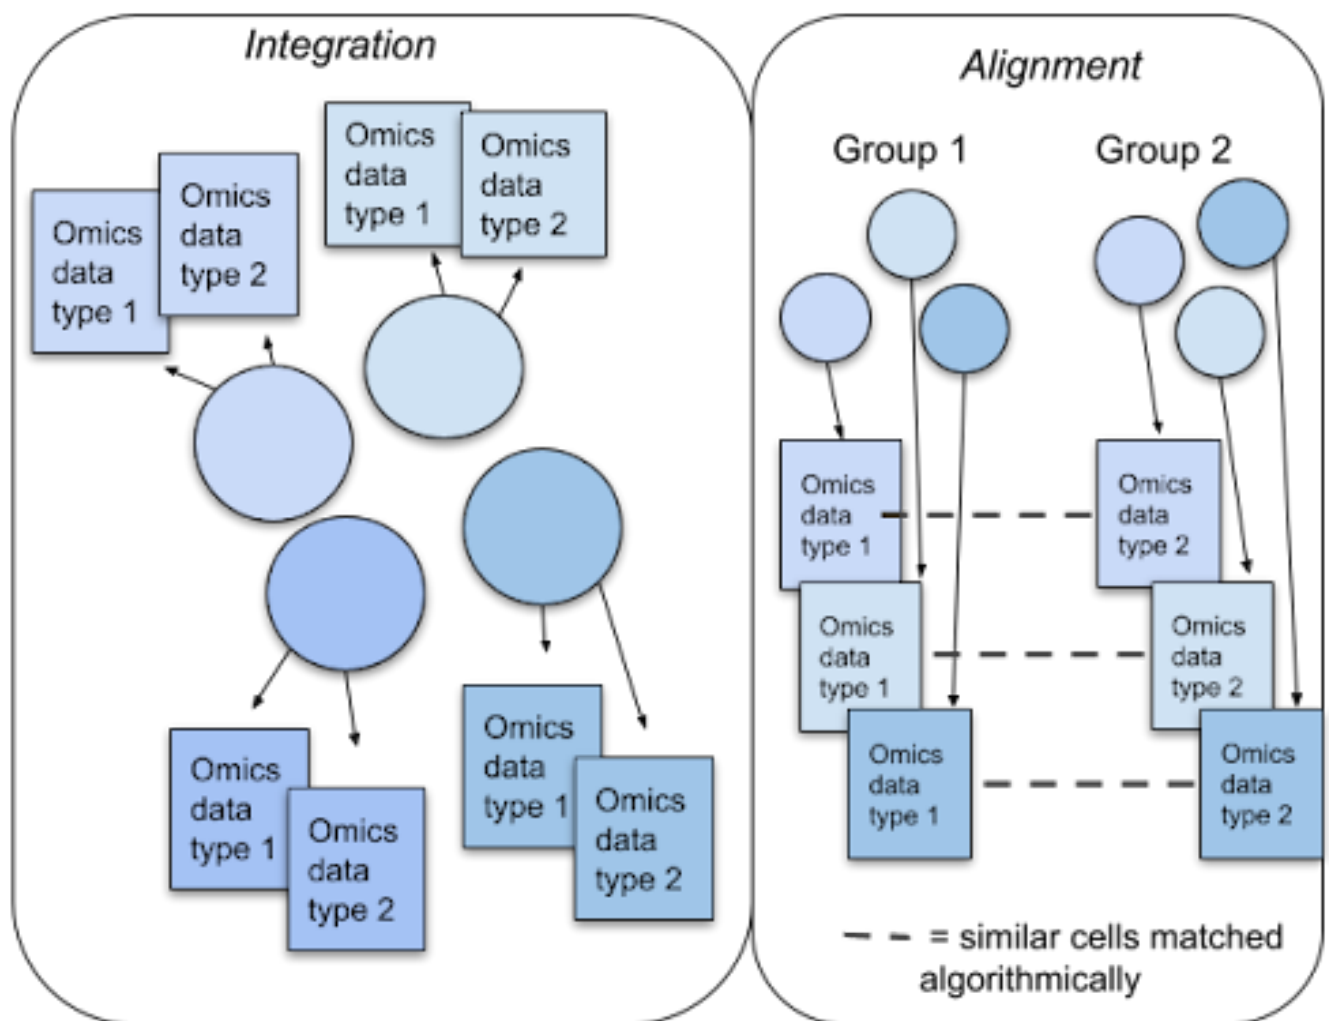 Integration
Omics
data
type 1
Omics
data
type 2
Omics
data
type 1
Omics
data
type 2
Omics
data
type 1
Omics
data
type 2
Omics
data
type 1
Omics
data
type 2
Alignment
Group 1
Group 2
Omics
data
type 1
Omics
data
type 2
Omics
data
type 1
Omics
data
type 2
Omics
data
type 1
Omics
data
type 2
= similar cells matched
algorithmically